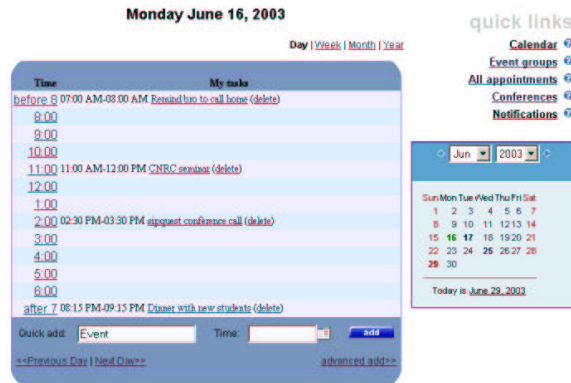 Monday June 16, 2003
Day | Week | Month | Year
Time My tasks
before 8 07:00 AM-08:00 AM Remind bro to call home (delete)
8:00
9:00
10:00
11:00 11:00 AM-12:00 PM CNRC seminar (delete)
12:00
1:00
2:00 02:30 PM-03:30 PM sipquest conference call (delete)
3:00
4:00
5:00
6:00
after 7 08:15 PM-09:15 PM Dinner with new students (delete)
Quick add: Event Time: add
<<Previous Day | Next Day>> advanced add>>
quick links
Calendar ?
Event groups ?
All appointments ?
Conferences ?
Notifications ?
Jun 2003
Sun Mon Tue Wed Thu Fri Sat
1 2 3 4 5 6 7
8 9 10 11 12 13 14
15 16 17 18 19 20 21
22 23 24 25 26 27 28
29 30
Today is June 29, 2003